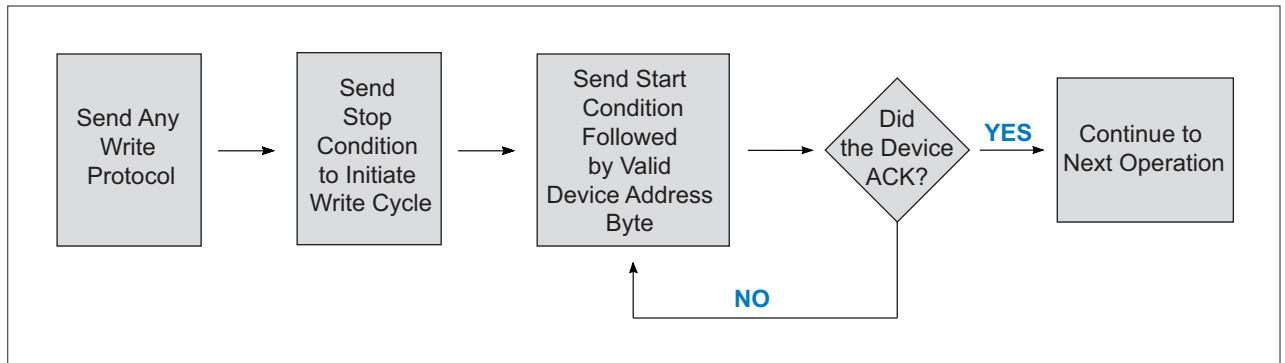 Send Any
Write
Protocol
Send
Stop
Condition
to Initiate
Write Cycle
Send Start
Condition
Followed
by Valid
Device Address
Byte
Did
the Device
ACK?
YES
Continue to
Next Operation
NO